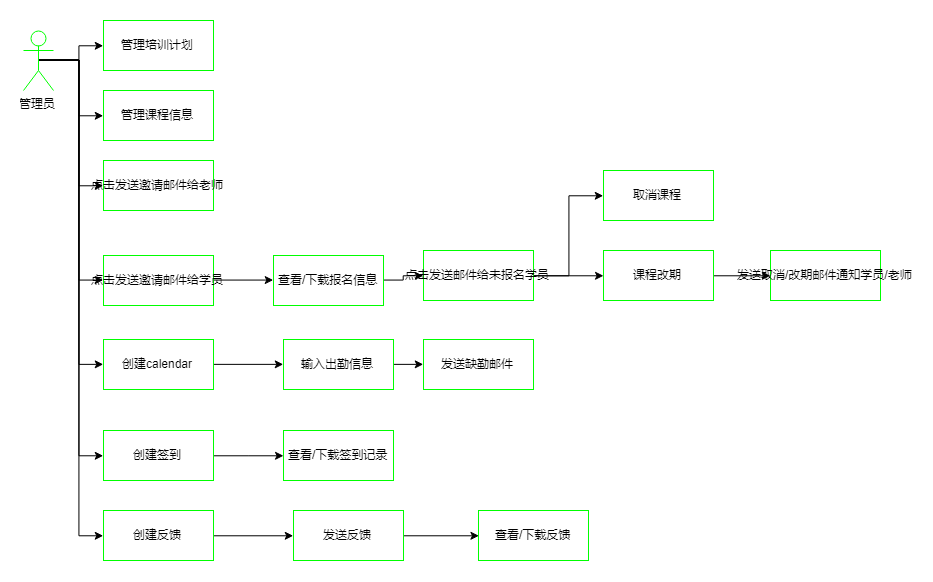 管理员
管理培训计划
管理课程信息
点击发送邀请邮件给老师
点击发送邀请邮件给学员
查看/下载报名信息
点击发送邮件给未报名学员
取消课程
课程改期
发送取消/改期邮件通知学员/老师
创建calendar
输入出勤信息
发送缺勤邮件
创建签到
查看/下载签到记录
创建反馈
发送反馈
查看/下载反馈